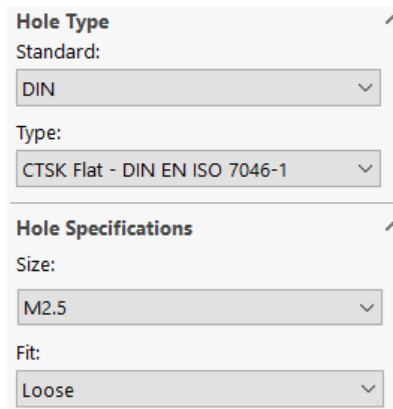 Hole Type
Standard:
DIN
Type:
CTSK Flat - DIN EN ISO 7046-1
Hole Specifications
Size:
M2.5
Fit:
Loose